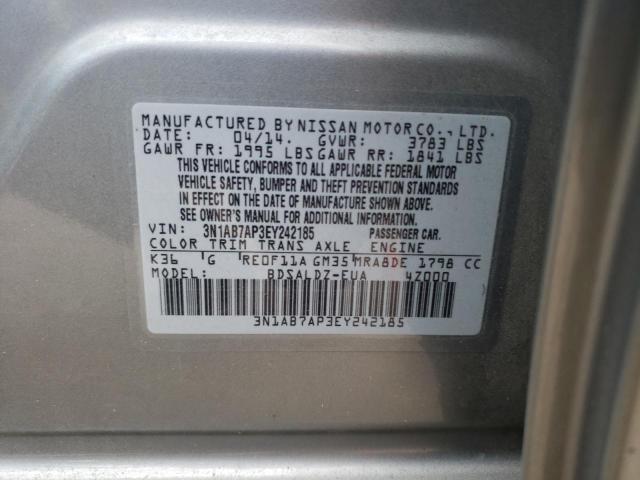 MANUFACTURED BY NISSAN MOTOR CO., LTD.
DATE: 04/14. GVWR: 3783 LBS
GAWR FR: 1995 LBS GAWR RR: 1841 LBS
THIS VEHICLE CONFORMS TO ALL APPLICABLE FEDERAL MOTOR
VEHICLE SAFETY, BUMPER AND THEFT PREVENTION STANDARDS
IN EFFECT ON THE DATE OF MANUFACTURE SHOWN ABOVE.
SEE OWNER'S MANUAL FOR ADDITIONAL INFORMATION.
VIN: 3N1AB7AP3EY242185 PASSENGER CAR.
COLOR TRIM TRANS AXLE ENGINE
K36 G RE0F11A GM35 MRA8DE 1798 CC
MODEL: BDSALDZ-EUA 4Z000
3N1AB7AP3EY242185